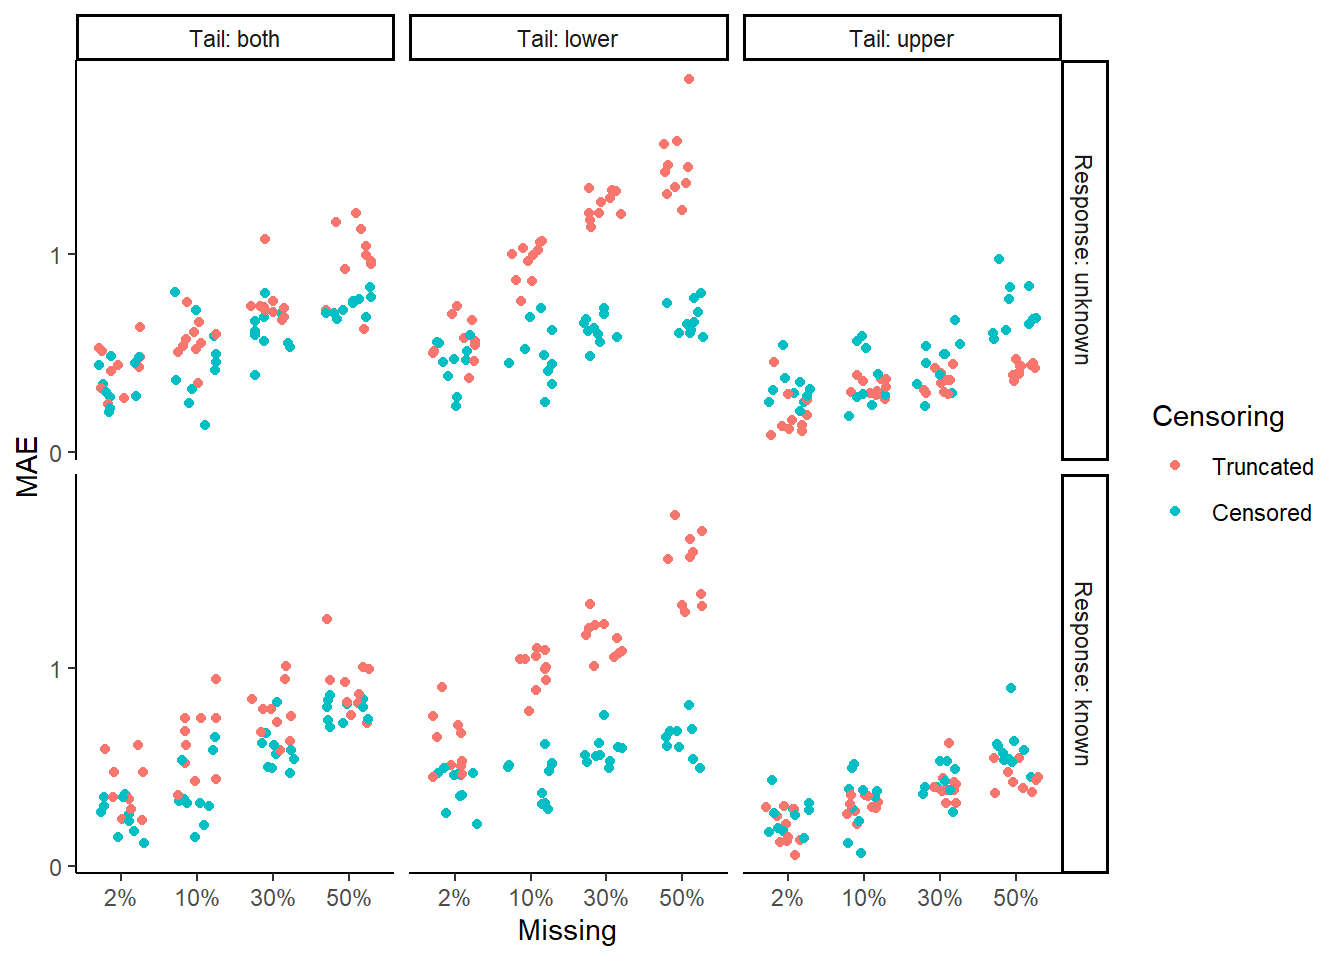 Tail: both
Tail: lower
Tail: upper
Response: unknown
1
0
MAE
Response: known
1
0
2%
10%
30%
50%
2%
10%
30%
50%
2%
10%
30%
50%
Missing
Censoring
Truncated
Censored